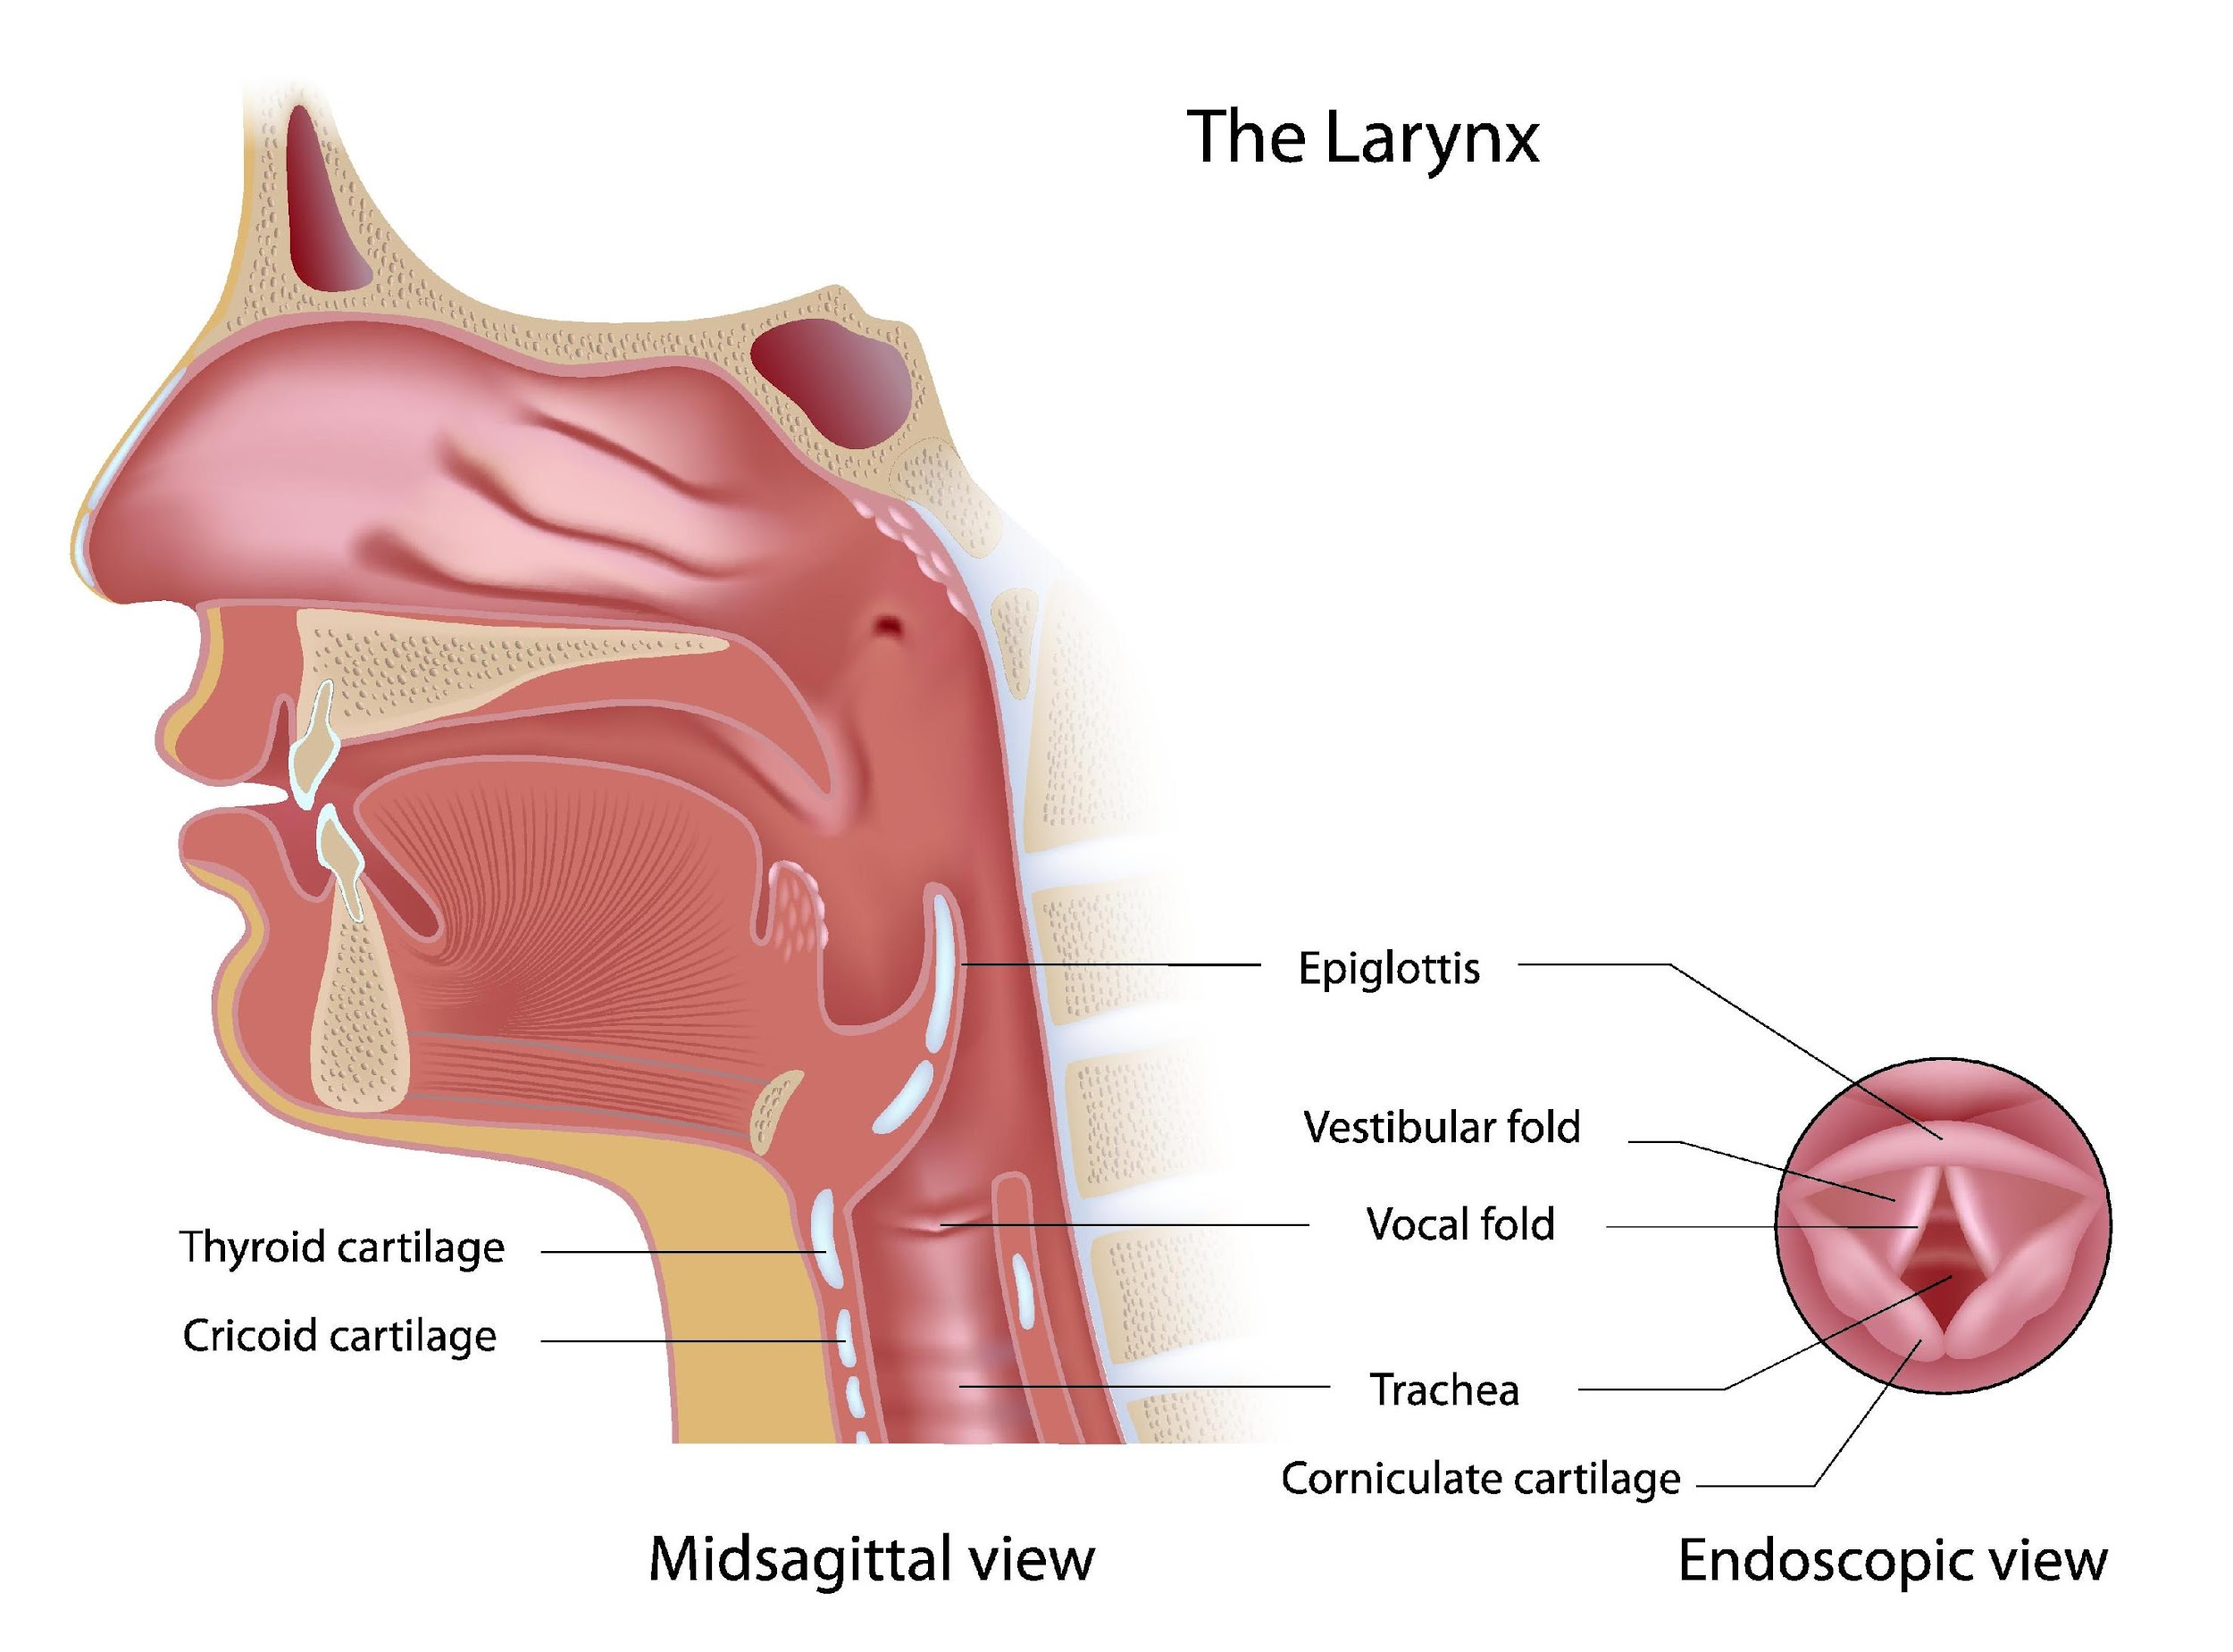 The Larynx
Epiglottis
Vestibular fold
Vocal fold
Thyroid cartilage
Cricoid cartilage
Trachea
Corniculate cartilage
Midsagittal view
Endoscopic view